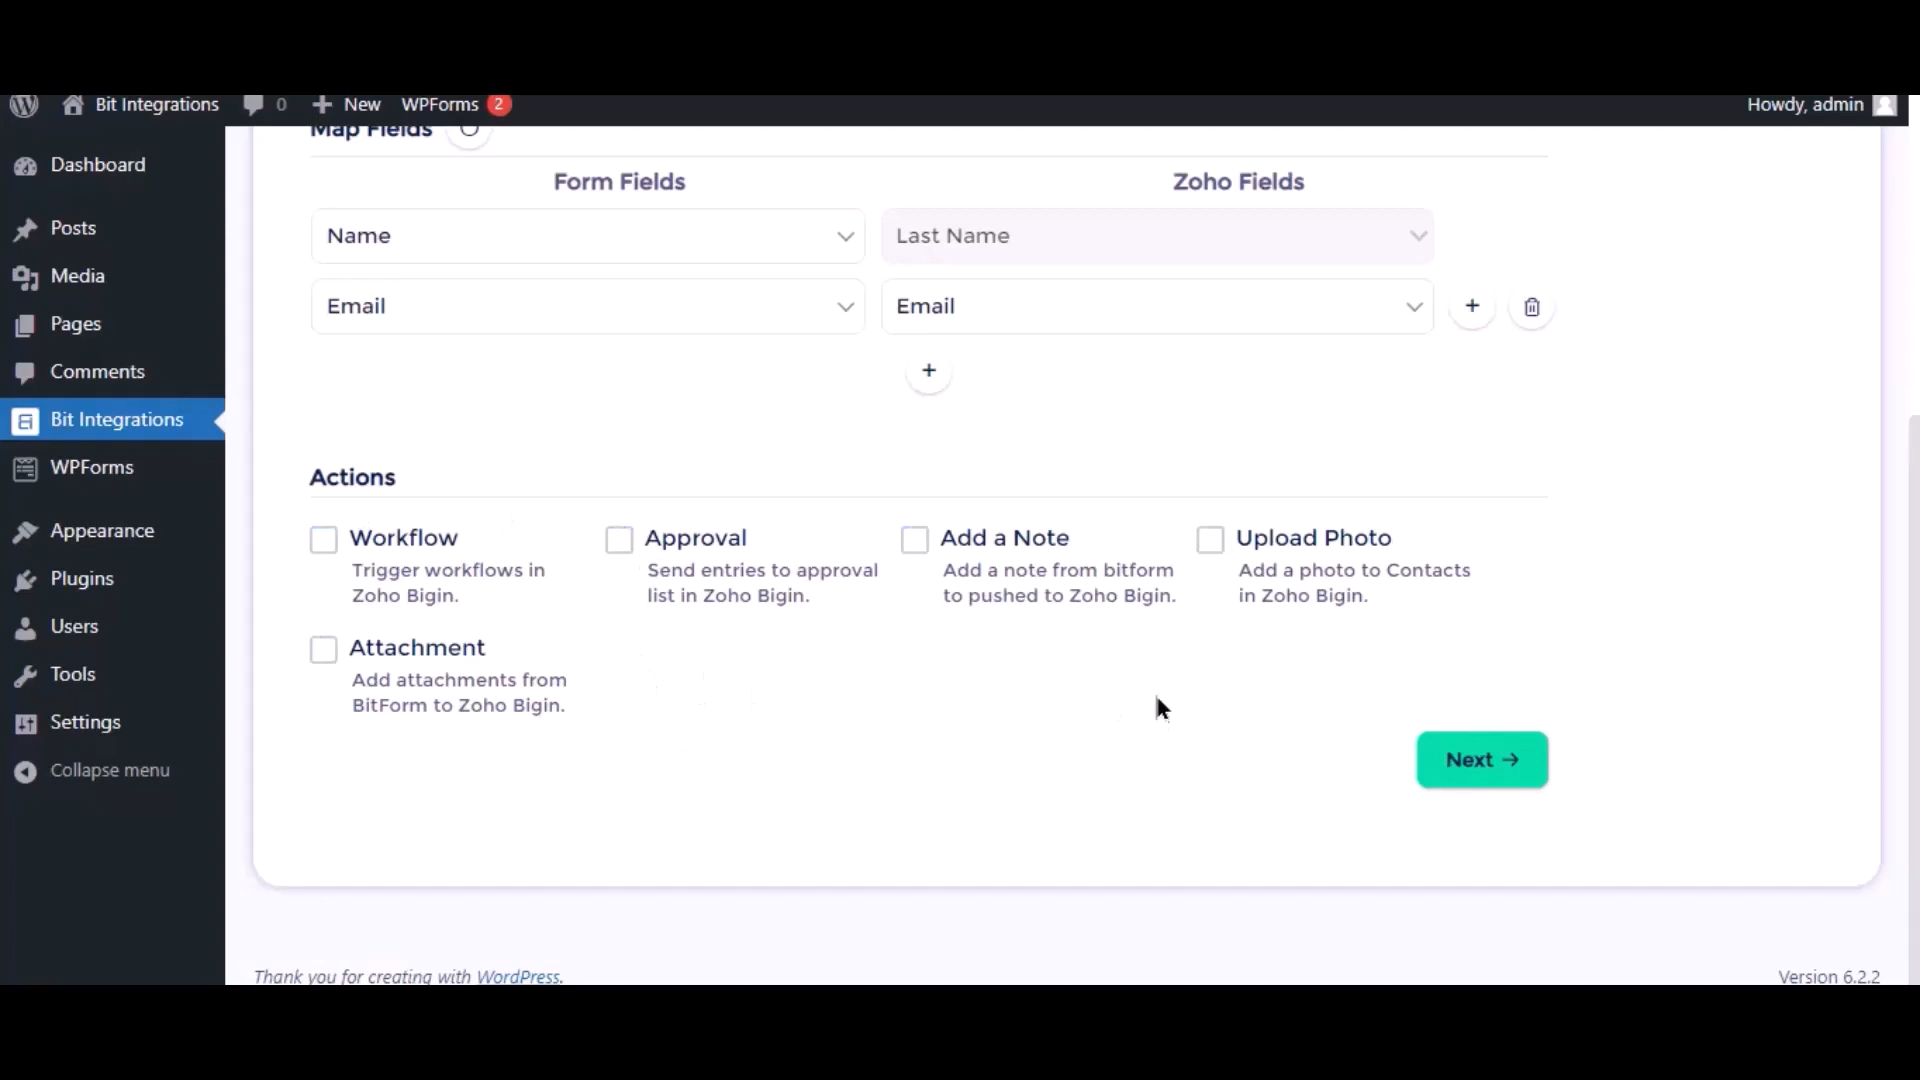 Bit Integrations 0 New WPForms 2 Howdy, admin
Map Fields
Dashboard
Posts
Media
Pages
Comments
Bit Integrations
WPForms
Appearance
Plugins
Users
Tools
Settings
Collapse menu
Form Fields Zoho Fields
Name Last Name
Email Email
Actions
Workflow
Trigger workflows in
Zoho Bigin.
Approval
Send entries to approval
list in Zoho Bigin.
Add a Note
Add a note from bitform
to pushed to Zoho Bigin.
Upload Photo
Add a photo to Contacts
in Zoho Bigin.
Attachment
Add attachments from
BitForm to Zoho Bigin.
Next →
Thank you for creating with WordPress. Version 6.2.2